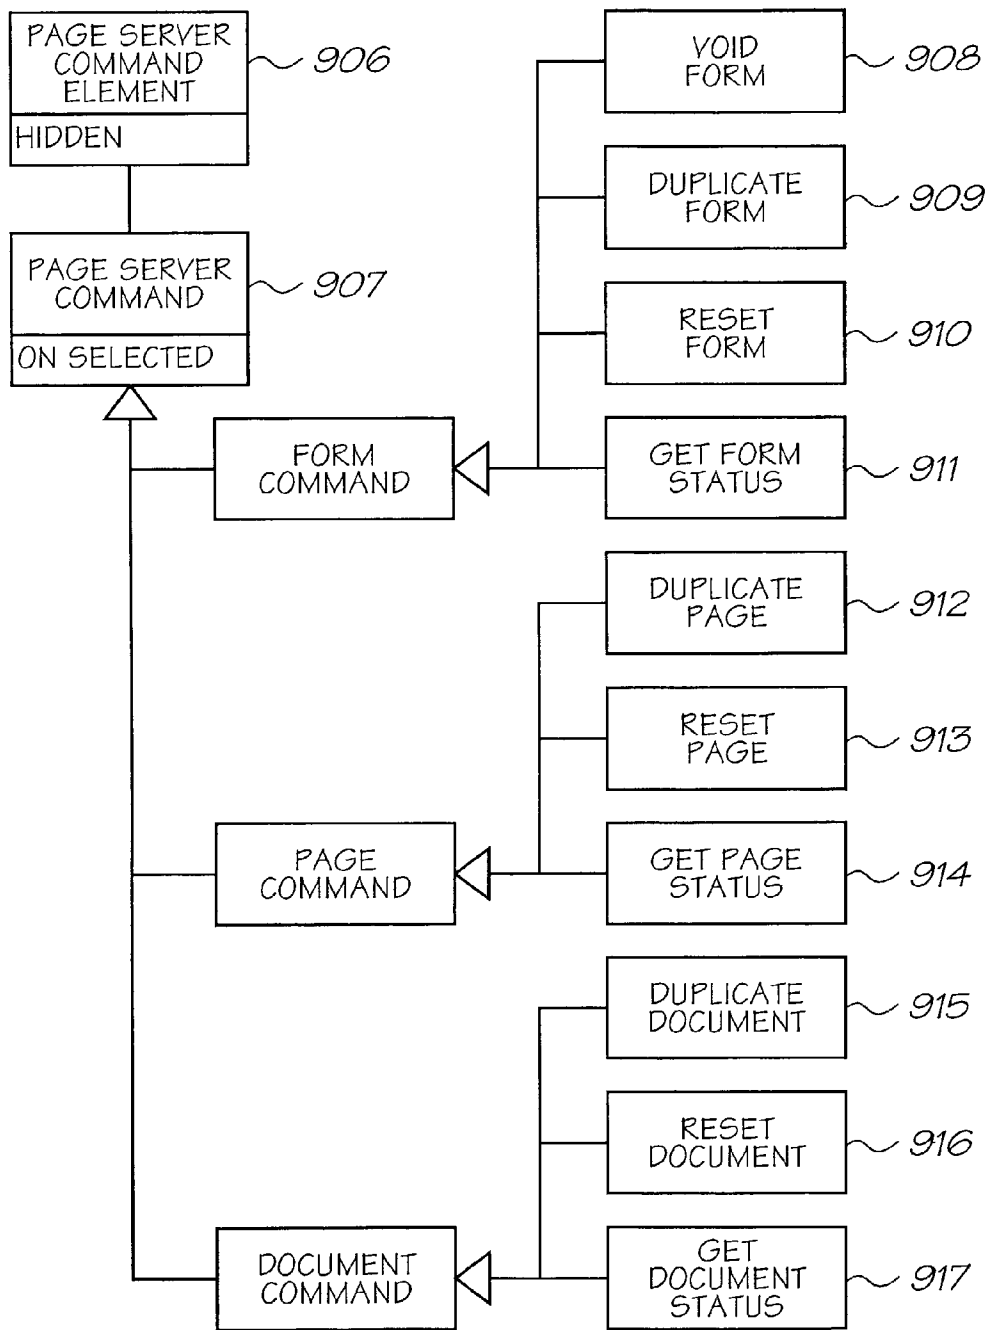 PAGE SERVER
COMMAND
ELEMENT
HIDDEN
906
PAGE SERVER
COMMAND
ON SELECTED
907
FORM
COMMAND
VOID
FORM
908
DUPLICATE
FORM
909
RESET
FORM
910
GET FORM
STATUS
911
PAGE
COMMAND
DUPLICATE
PAGE
912
RESET
PAGE
913
GET PAGE
STATUS
914
DOCUMENT
COMMAND
DUPLICATE
DOCUMENT
915
RESET
DOCUMENT
916
GET
DOCUMENT
STATUS
917